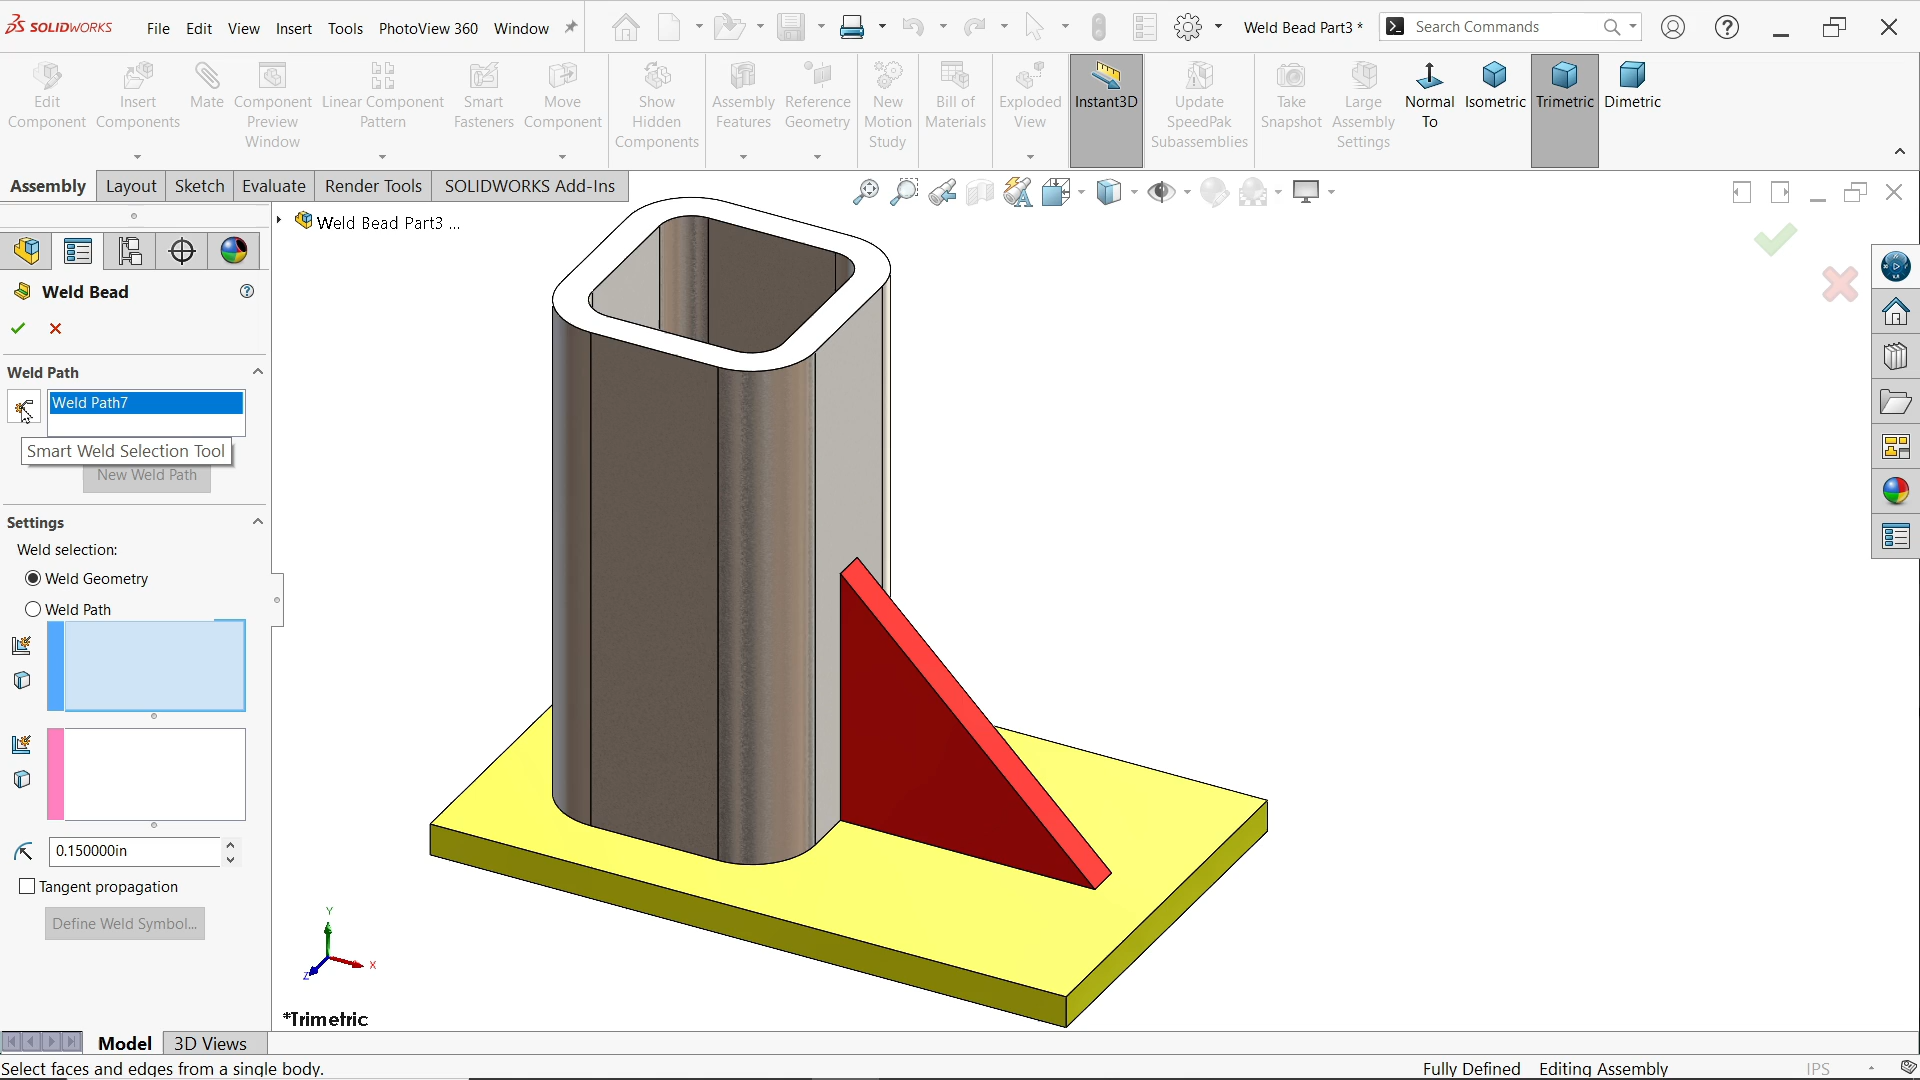 SOLIDWORKS
File Edit View Insert Tools PhotoView 360 Window
Weld Bead Part3 *
Search Commands
Edit Component
Insert Components
Mate
Component Preview Window
Linear Component Pattern
Smart Fasteners
Move Component
Show Hidden Components
Assembly Features
Reference Geometry
New Motion Study
Bill of Materials
Exploded View
Instant3D
Update SpeedPak Subassemblies
Take Snapshot
Large Assembly Settings
Normal To
Isometric
Trimetric
Dimetric
Assembly Layout Sketch Evaluate Render Tools SOLIDWORKS Add-Ins
Weld Bead Part3 ...
Weld Bead
Weld Path
Weld Path7
Smart Weld Selection Tool
New Weld Path
Settings
Weld selection:
Weld Geometry
Weld Path
0.150000in
Tangent propagation
Define Weld Symbol...
Y
X
Z
*Trimetric
Model 3D Views
Select faces and edges from a single body.
Fully Defined Editing Assembly IPS